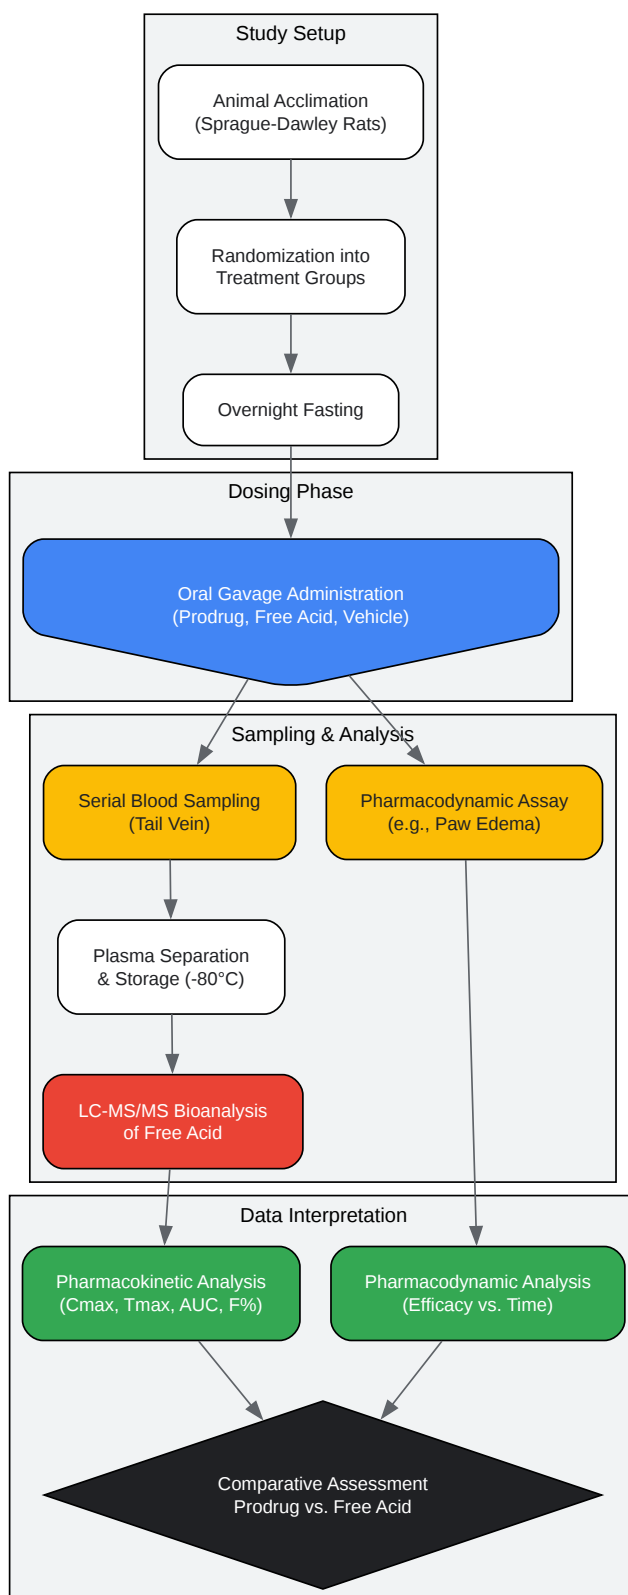 Study Setup
Animal Acclimation
(Sprague-Dawley Rats)
Randomization into
Treatment Groups
Overnight Fasting
Dosing Phase
Oral Gavage Administration
(Prodrug, Free Acid, Vehicle)
Sampling & Analysis
Serial Blood Sampling
(Tail Vein)
Pharmacodynamic Assay
(e.g., Paw Edema)
Plasma Separation
& Storage (-80°C)
LC-MS/MS Bioanalysis
of Free Acid
Data Interpretation
Pharmacokinetic Analysis
(Cmax, Tmax, AUC, F%)
Pharmacodynamic Analysis
(Efficacy vs. Time)
Comparative Assessment
Prodrug vs. Free Acid